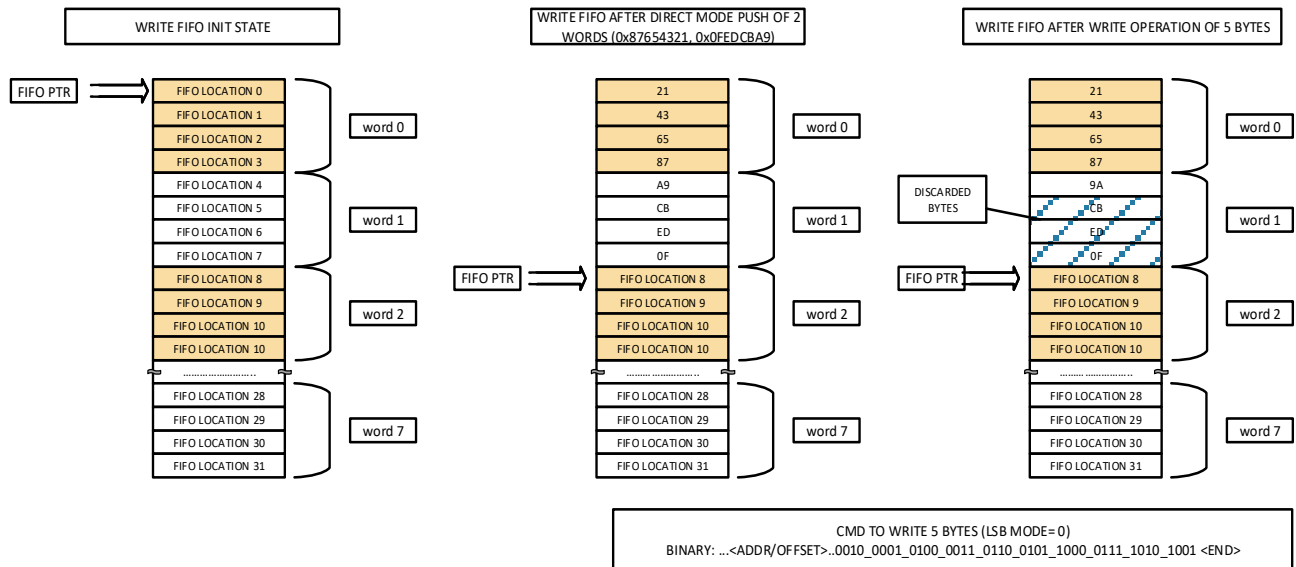 WRITE FIFO INIT STATE
FIFO PTR
FIFO LOCATION 0
FIFO LOCATION 1
FIFO LOCATION 2
FIFO LOCATION 3
FIFO LOCATION 4
FIFO LOCATION 5
FIFO LOCATION 6
FIFO LOCATION 7
FIFO LOCATION 8
FIFO LOCATION 9
FIFO LOCATION 10
FIFO LOCATION 10
……………………..
FIFO LOCATION 28
FIFO LOCATION 29
FIFO LOCATION 30
FIFO LOCATION 31
word 0
word 1
word 2
word 7
WRITE FIFO AFTER DIRECT MODE PUSH OF 2
WORDS (0x87654321, 0x0FEDCBA9)
21
43
65
87
A9
CB
ED
0F
FIFO PTR
FIFO LOCATION 8
FIFO LOCATION 9
FIFO LOCATION 10
FIFO LOCATION 10
……………………..
FIFO LOCATION 28
FIFO LOCATION 29
FIFO LOCATION 30
FIFO LOCATION 31
word 0
word 1
word 2
word 7
WRITE FIFO AFTER WRITE OPERATION OF 5 BYTES
21
43
65
87
9A
CB
ED
0F
DISCARDED
BYTES
FIFO PTR
FIFO LOCATION 8
FIFO LOCATION 9
FIFO LOCATION 10
FIFO LOCATION 10
……………………..
FIFO LOCATION 28
FIFO LOCATION 29
FIFO LOCATION 30
FIFO LOCATION 31
word 0
word 1
word 2
word 7
CMD TO WRITE 5 BYTES (LSB MODE= 0)
BINARY: ...<ADDR/OFFSET>..0010_0001_0100_0011_0110_0101_1000_0111_1010_1001 <END>